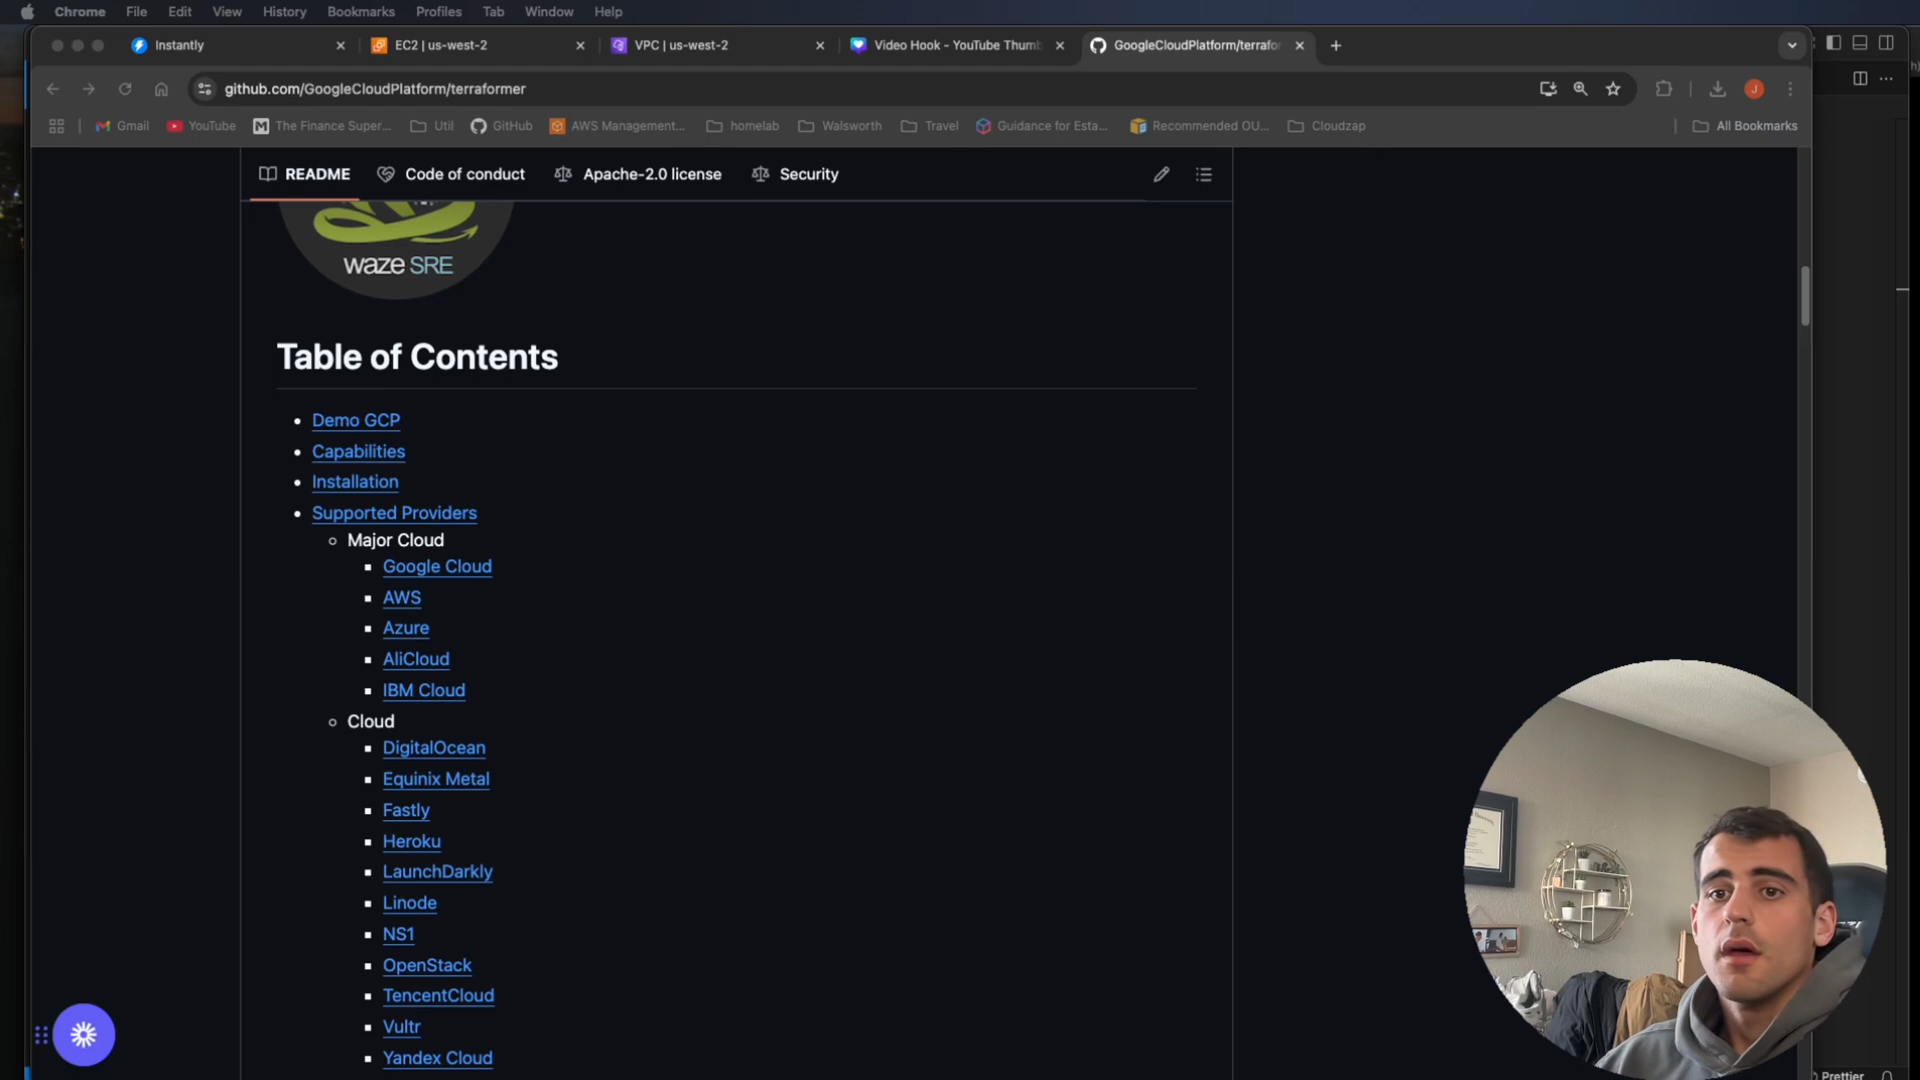 Chrome File Edit View History Bookmarks Profiles Tab Window Help
Instantly EC2 | us-west-2 VPC | us-west-2 Video Hook - YouTube Thumb GoogleCloudPlatform/terrafor
github.com/GoogleCloudPlatform/terraformer J
Gmail YouTube The Finance Super... Util GitHub AWS Management... homelab Walsworth Travel Guidance for Esta... Recommended OU... Cloudzap All Bookmarks
README Code of conduct Apache-2.0 license Security
waze SRE
Table of Contents
Demo GCP
Capabilities
Installation
Supported Providers
Major Cloud
Google Cloud
AWS
Azure
AliCloud
IBM Cloud
Cloud
DigitalOcean
Equinix Metal
Fastly
Heroku
LaunchDarkly
Linode
NS1
OpenStack
TencentCloud
Vultr
Yandex Cloud
Prettier